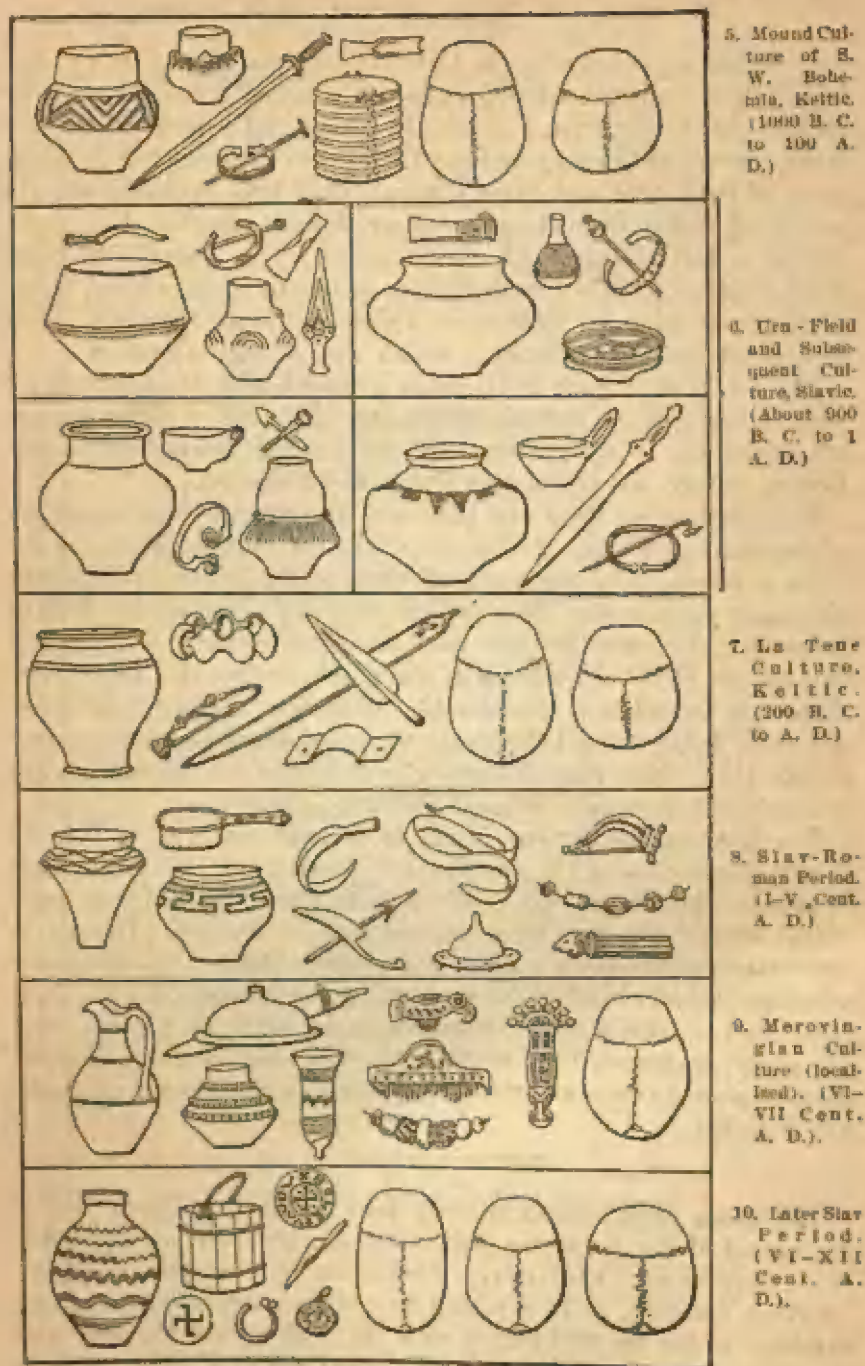 5. Mound Cul-
ture of S.
W. Bohe-
mia, Keltic.
(1000 B. C.
to 100 A.
D.)
6. Urn - Field
and Subse-
quent Cul-
ture, Slavic.
(About 900
B. C. to 1
A. D.)
7. La Tene
Culture,
Keltic.
(200 B. C.
to A. D.)
8. Slav-Ro-
man Period.
(I-V Cent.
A. D.)
9. Merovin-
gian Cul-
ture (local-
ized). (VI-
VII Cent.
A. D.).
10. Later Slav
Period.
(VI-XII
Cent. A.
D.).